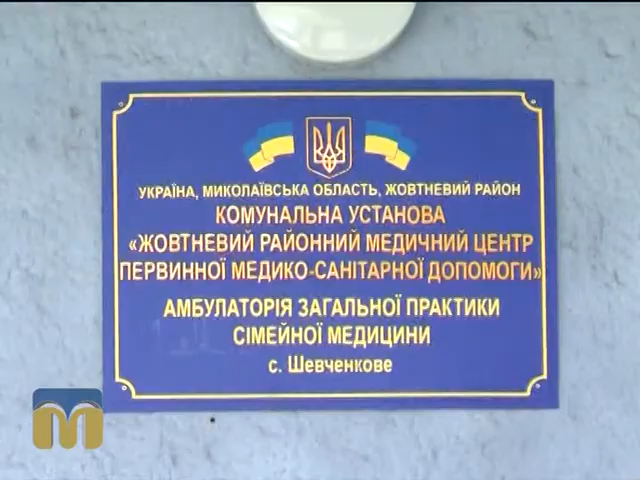 УКРАЇНА, МИКОЛАЇВСЬКА ОБЛАСТЬ, ЖОВТНЕВИЙ РАЙОН
КОМУНАЛЬНА УСТАНОВА
«ЖОВТНЕВИЙ РАЙОННИЙ МЕДИЧНИЙ ЦЕНТР
ПЕРВИННОЇ МЕДИКО-САНІТАРНОЇ ДОПОМОГИ»
АМБУЛАТОРІЯ ЗАГАЛЬНОЇ ПРАКТИКИ
СІМЕЙНОЇ МЕДИЦИНИ
с. Шевченкове
М